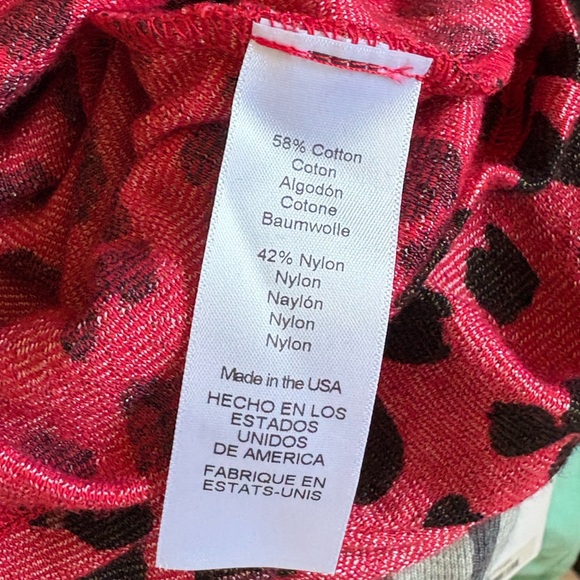 58% Cotton
Coton
Algodón
Cotone
Baumwolle
42% Nylon
Nylon
Naylón
Nylon
Nylon
Made in the USA
HECHO EN LOS
ESTADOS
UNIDOS
DE AMERICA
FABRIQUE EN
ESTATS-UNIS